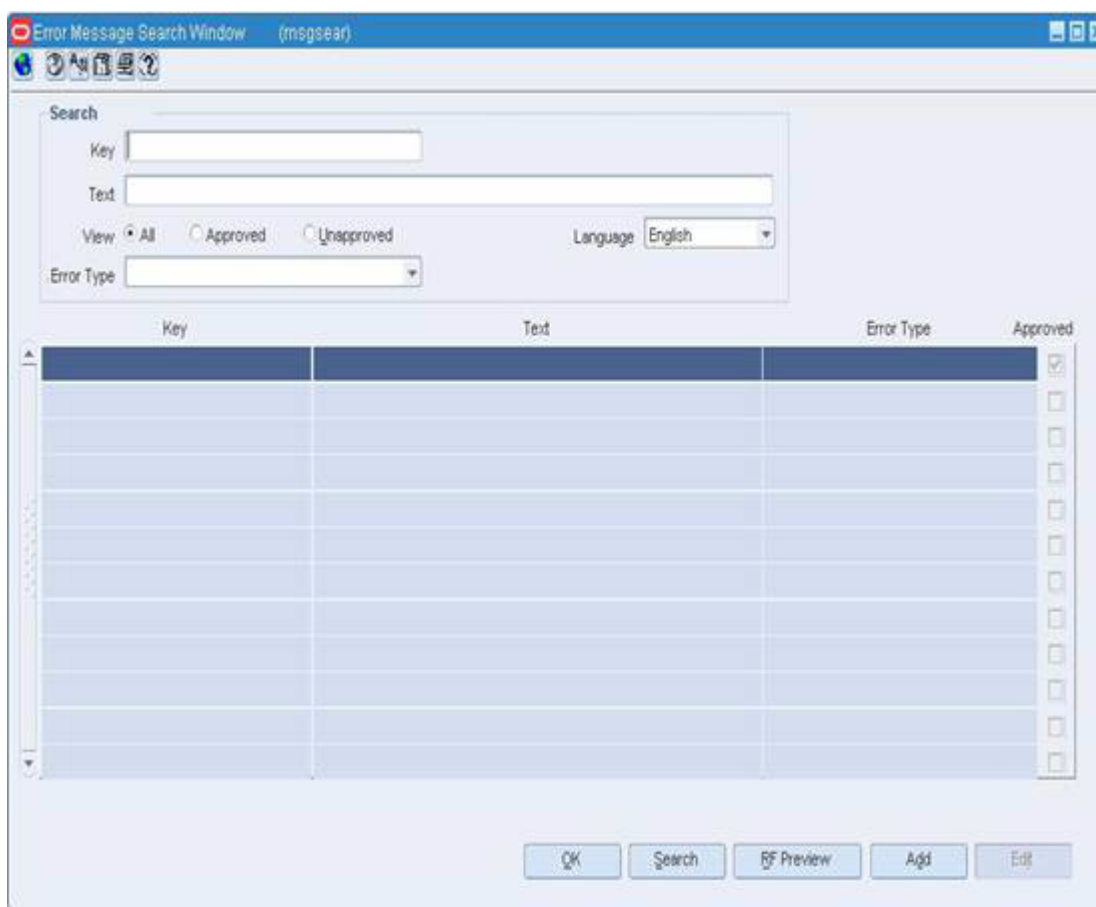 Error Message Search Window (msgsear)
Search
Key
Text
View All Approved Unapproved Language English
Error Type
Key Text Error Type Approved
OK Search RF Preview Add Edit